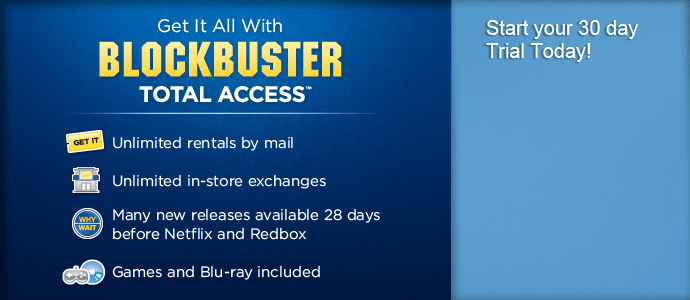 Get It All With
BLOCKBUSTER
TOTAL ACCESS™
GET IT
Unlimited rentals by mail
Unlimited in-store exchanges
WHY
WAIT
Many new releases available 28 days
before Netflix and Redbox
Games and Blu-ray included
Start your 30 day
Trial Today!